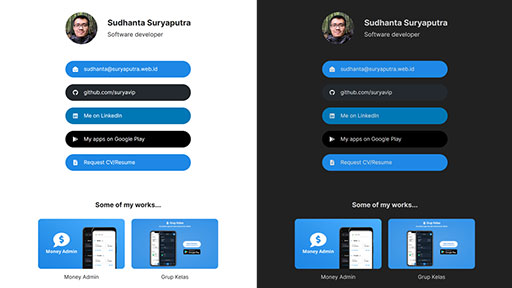 Sudhanta Suryaputra
Software developer
sudhanta@suryaputra.web.id
github.com/suryavip
Me on LinkedIn
My apps on Google Play
Request CV/Resume
Some of my works...
Money Admin
Grup Kelas
Money Admin
Grup Kelas
Sudhanta Suryaputra
Software developer
sudhanta@suryaputra.web.id
github.com/suryavip
Me on LinkedIn
My apps on Google Play
Request CV/Resume
Some of my works...
Money Admin
Grup Kelas
Money Admin
Grup Kelas